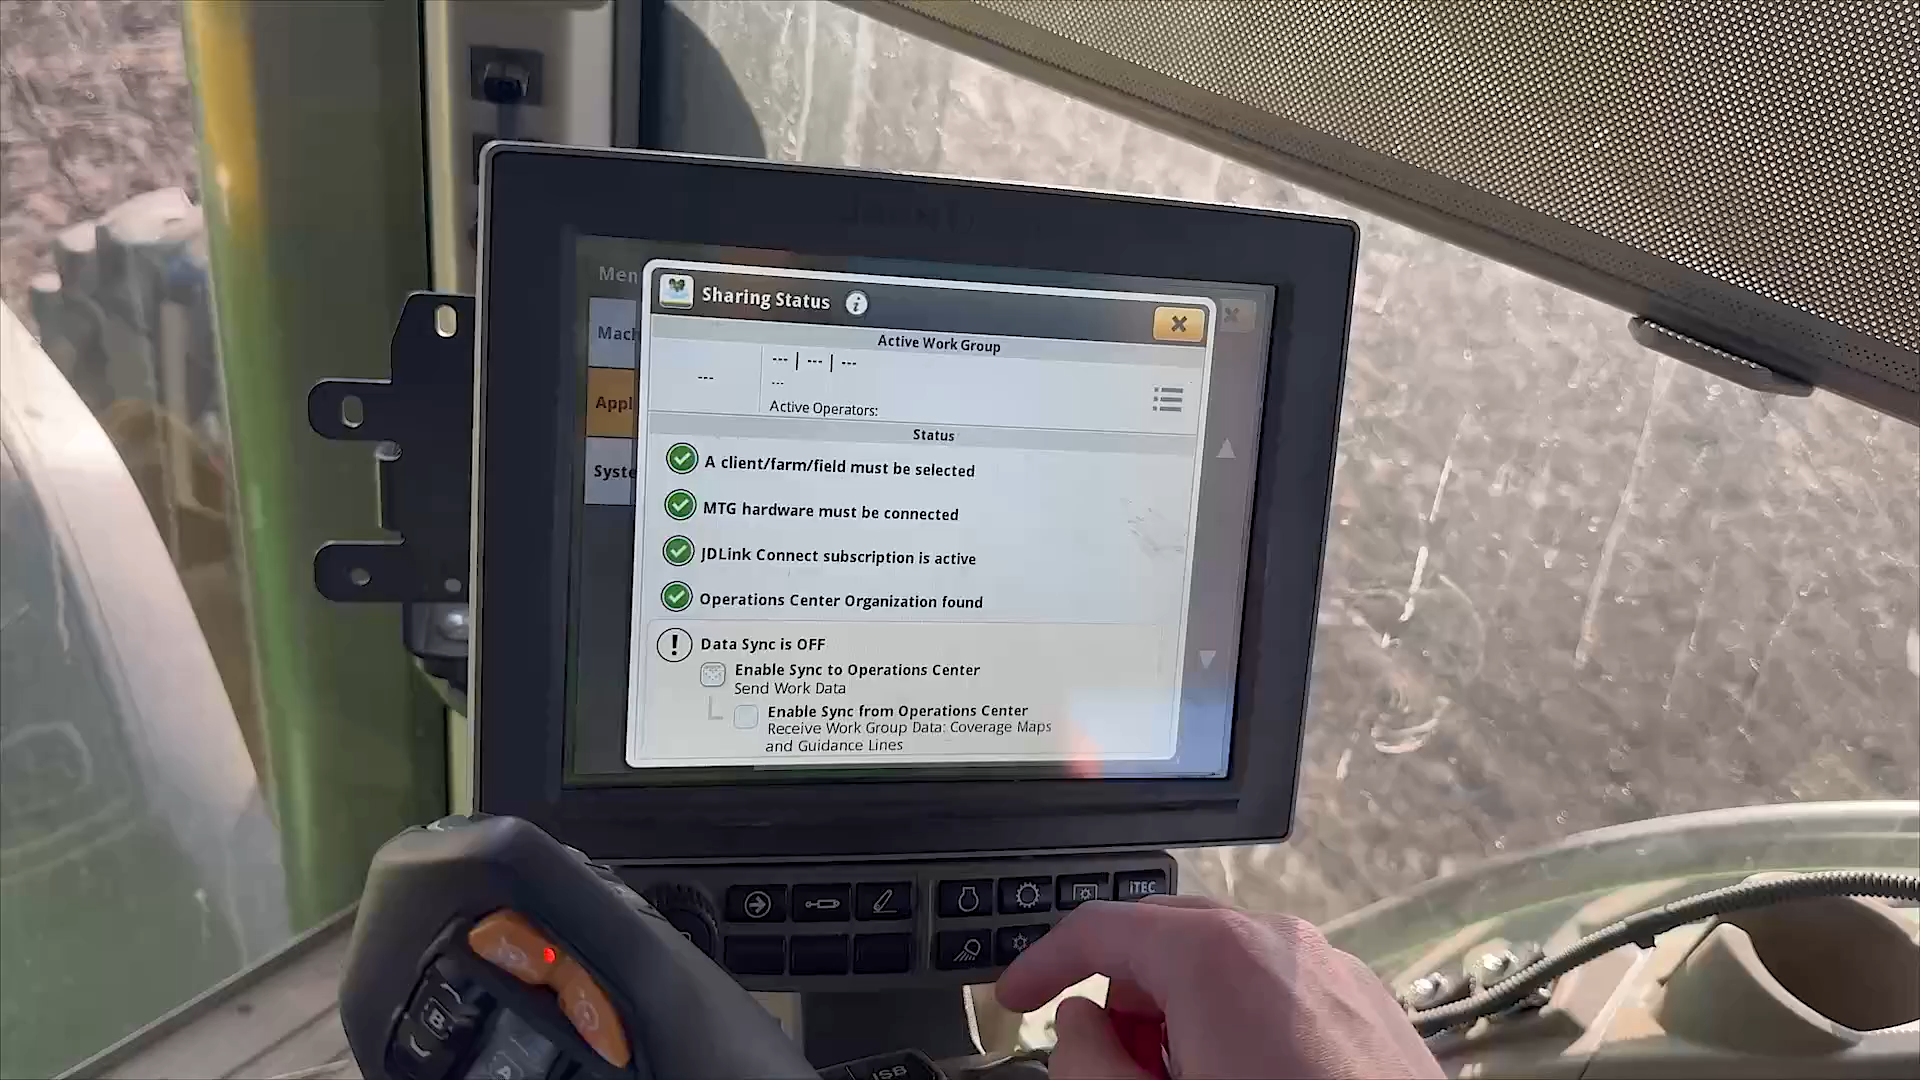 Men
Sharing Status
Mach
Appl
Syste
Active Work Group
--- | --- | ---
---
---
Active Operators:
Status
A client/farm/field must be selected
MTG hardware must be connected
JDLink Connect subscription is active
Operations Center Organization found
Data Sync is OFF
Enable Sync to Operations Center
Send Work Data
Enable Sync from Operations Center
Receive Work Group Data: Coverage Maps
and Guidance Lines
iTEC
B
A
ISB